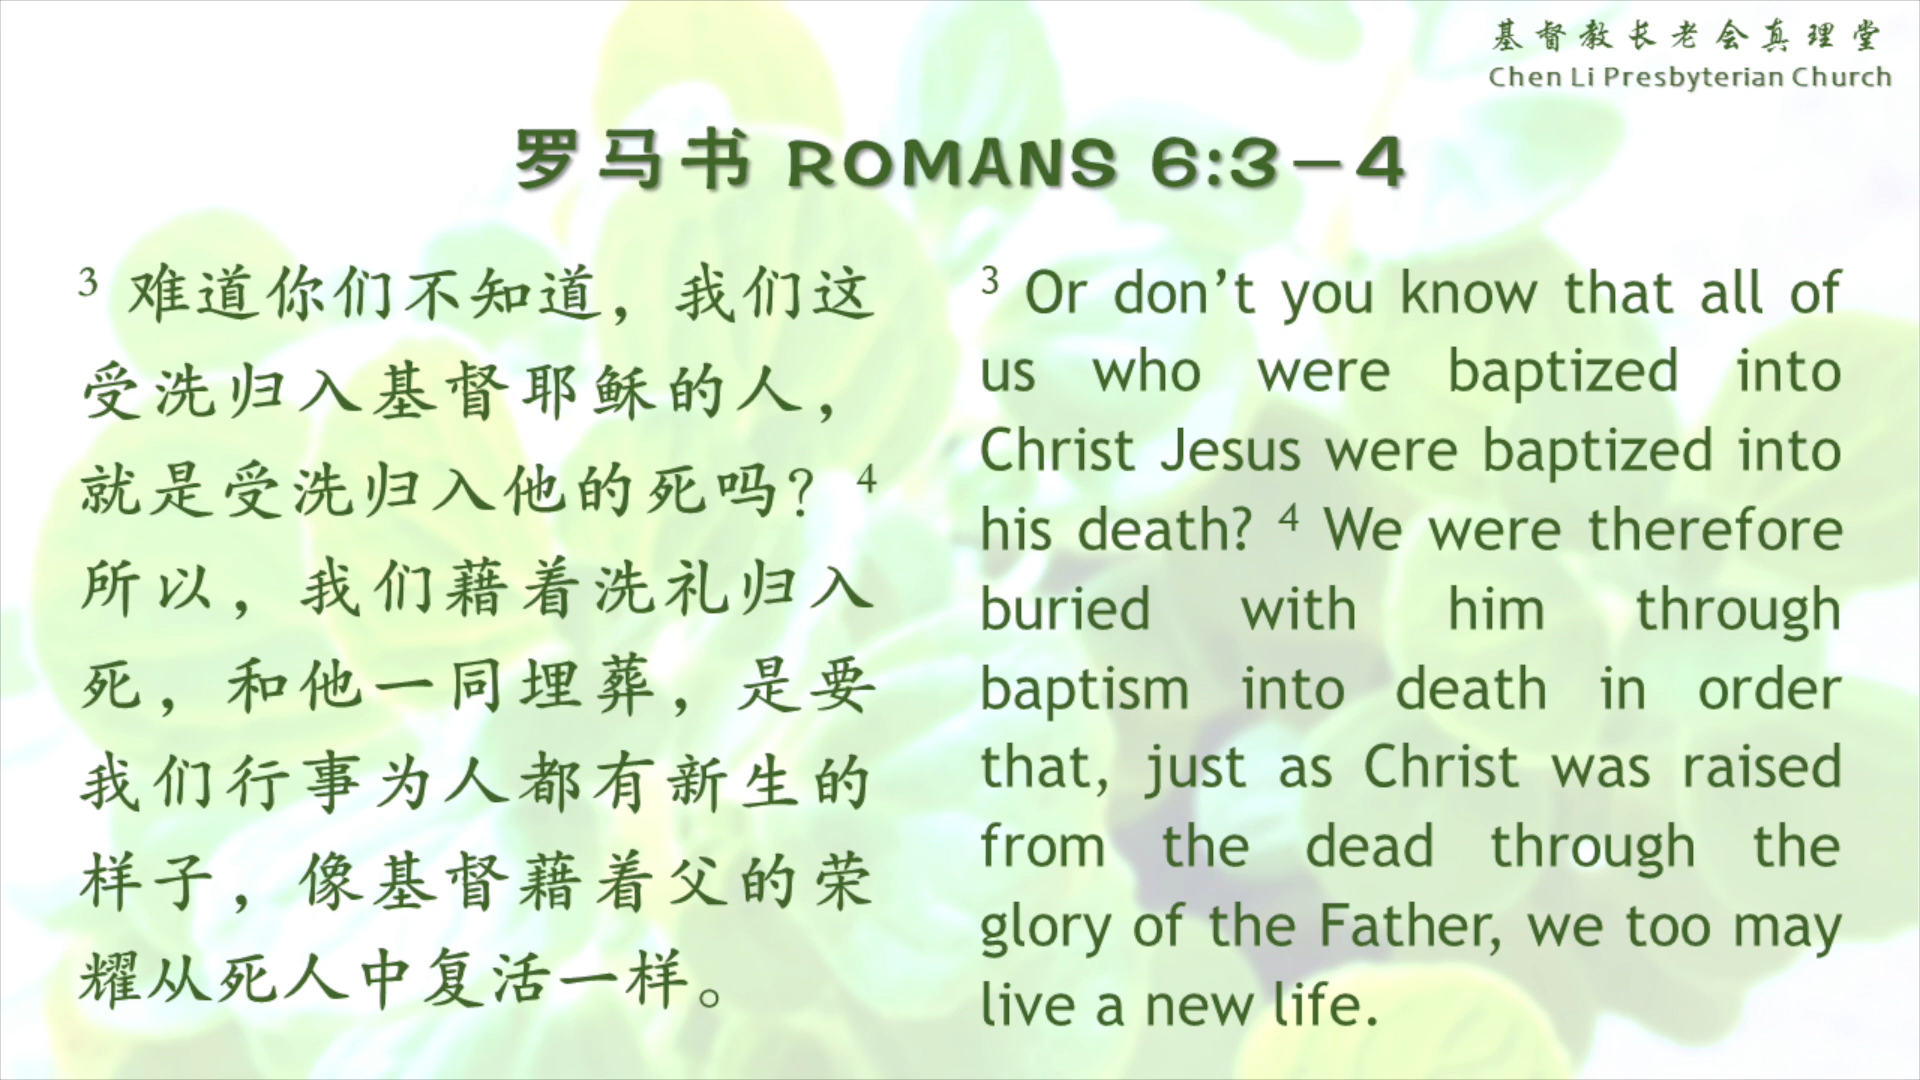 基督教长老会真理堂
Chen Li Presbyterian Church
罗马书 ROMANS 6:3－4
3 难道你们不知道，我们这
受洗归入基督耶稣的人，
就是受洗归入他的死吗？4
所以，我们藉着洗礼归入
死，和他一同埋葬，是要
我们行事为人都有新生的
样子，像基督藉着父的荣
耀从死人中复活一样。
3 Or don’t you know that all of
us who were baptized into
Christ Jesus were baptized into
his death? 4 We were therefore
buried with him through
baptism into death in order
that, just as Christ was raised
from the dead through the
glory of the Father, we too may
live a new life.